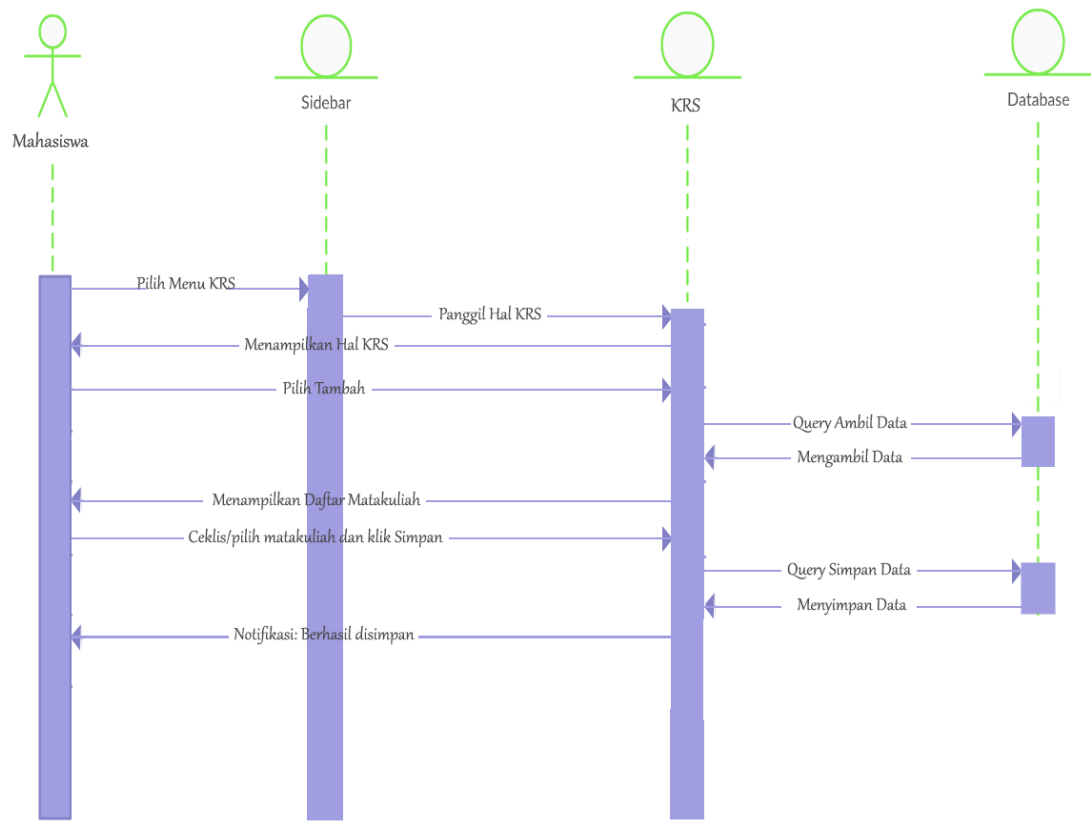 Mahasiswa
Sidebar
KRS
Database
Pilih Menu KRS
Panggil Hal KRS
Menampilkan Hal KRS
Pilih Tambah
Query Ambil Data
Mengambil Data
Menampilkan Daftar Matakuliah
Ceklis/pilih matakuliah dan klik Simpan
Query Simpan Data
Menyimpan Data
Notifikasi: Berhasil disimpan